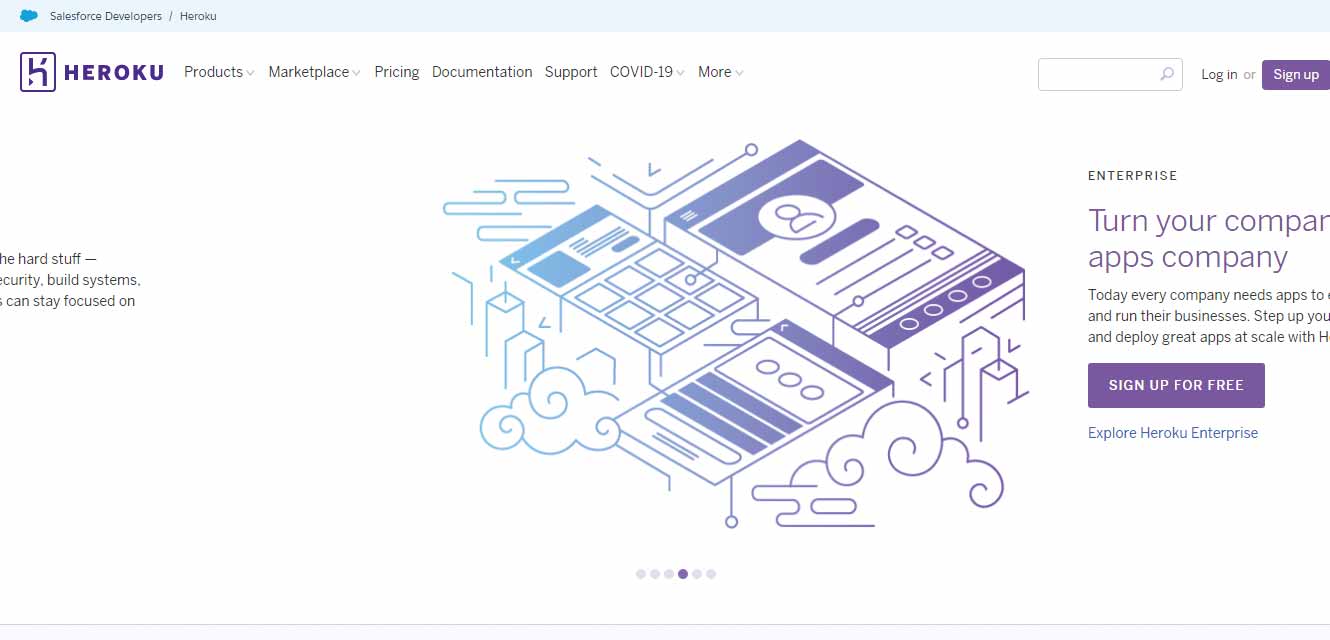 Salesforce Developers / Heroku
HEROKU
Products
Marketplace
Pricing
Documentation
Support
COVID-19
More
Log in or
Sign up
he hard stuff —
ecurity, build systems,
s can stay focused on
ENTERPRISE
Turn your compan
apps company
Today every company needs apps to e
and run their businesses. Step up you
and deploy great apps at scale with H
SIGN UP FOR FREE
Explore Heroku Enterprise